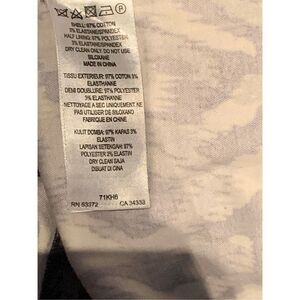 SHELL: 97% COTTON
3% ELASTANE/SPANDEX
HALF LINING: 97% POLYESTER
3% ELASTANE/SPANDEX
DRY CLEAN ONLY. DO NOT USE
SILOXANE
MADE IN CHINA
TISSU EXTERIEUR: 97% COTON 3%
ELASTHANNE
DEMI DOUBLURE: 97% POLYESTER
3% ELASTHANNE
NETTOYAGE A SEC UNIQUEMENT. NE
PAS UTILISER DE SILOXANO
FABRIQUE EN CHINE
KULIT DOMBA: 97% KAPAS 3%
ELASTIN
LAPISAN SETENGAH: 97%
POLYESTER 3% ELASTIN
DRY CLEAN SAJA
DIBUAT DI CINA
71KH6
RN 63372 CA 34333